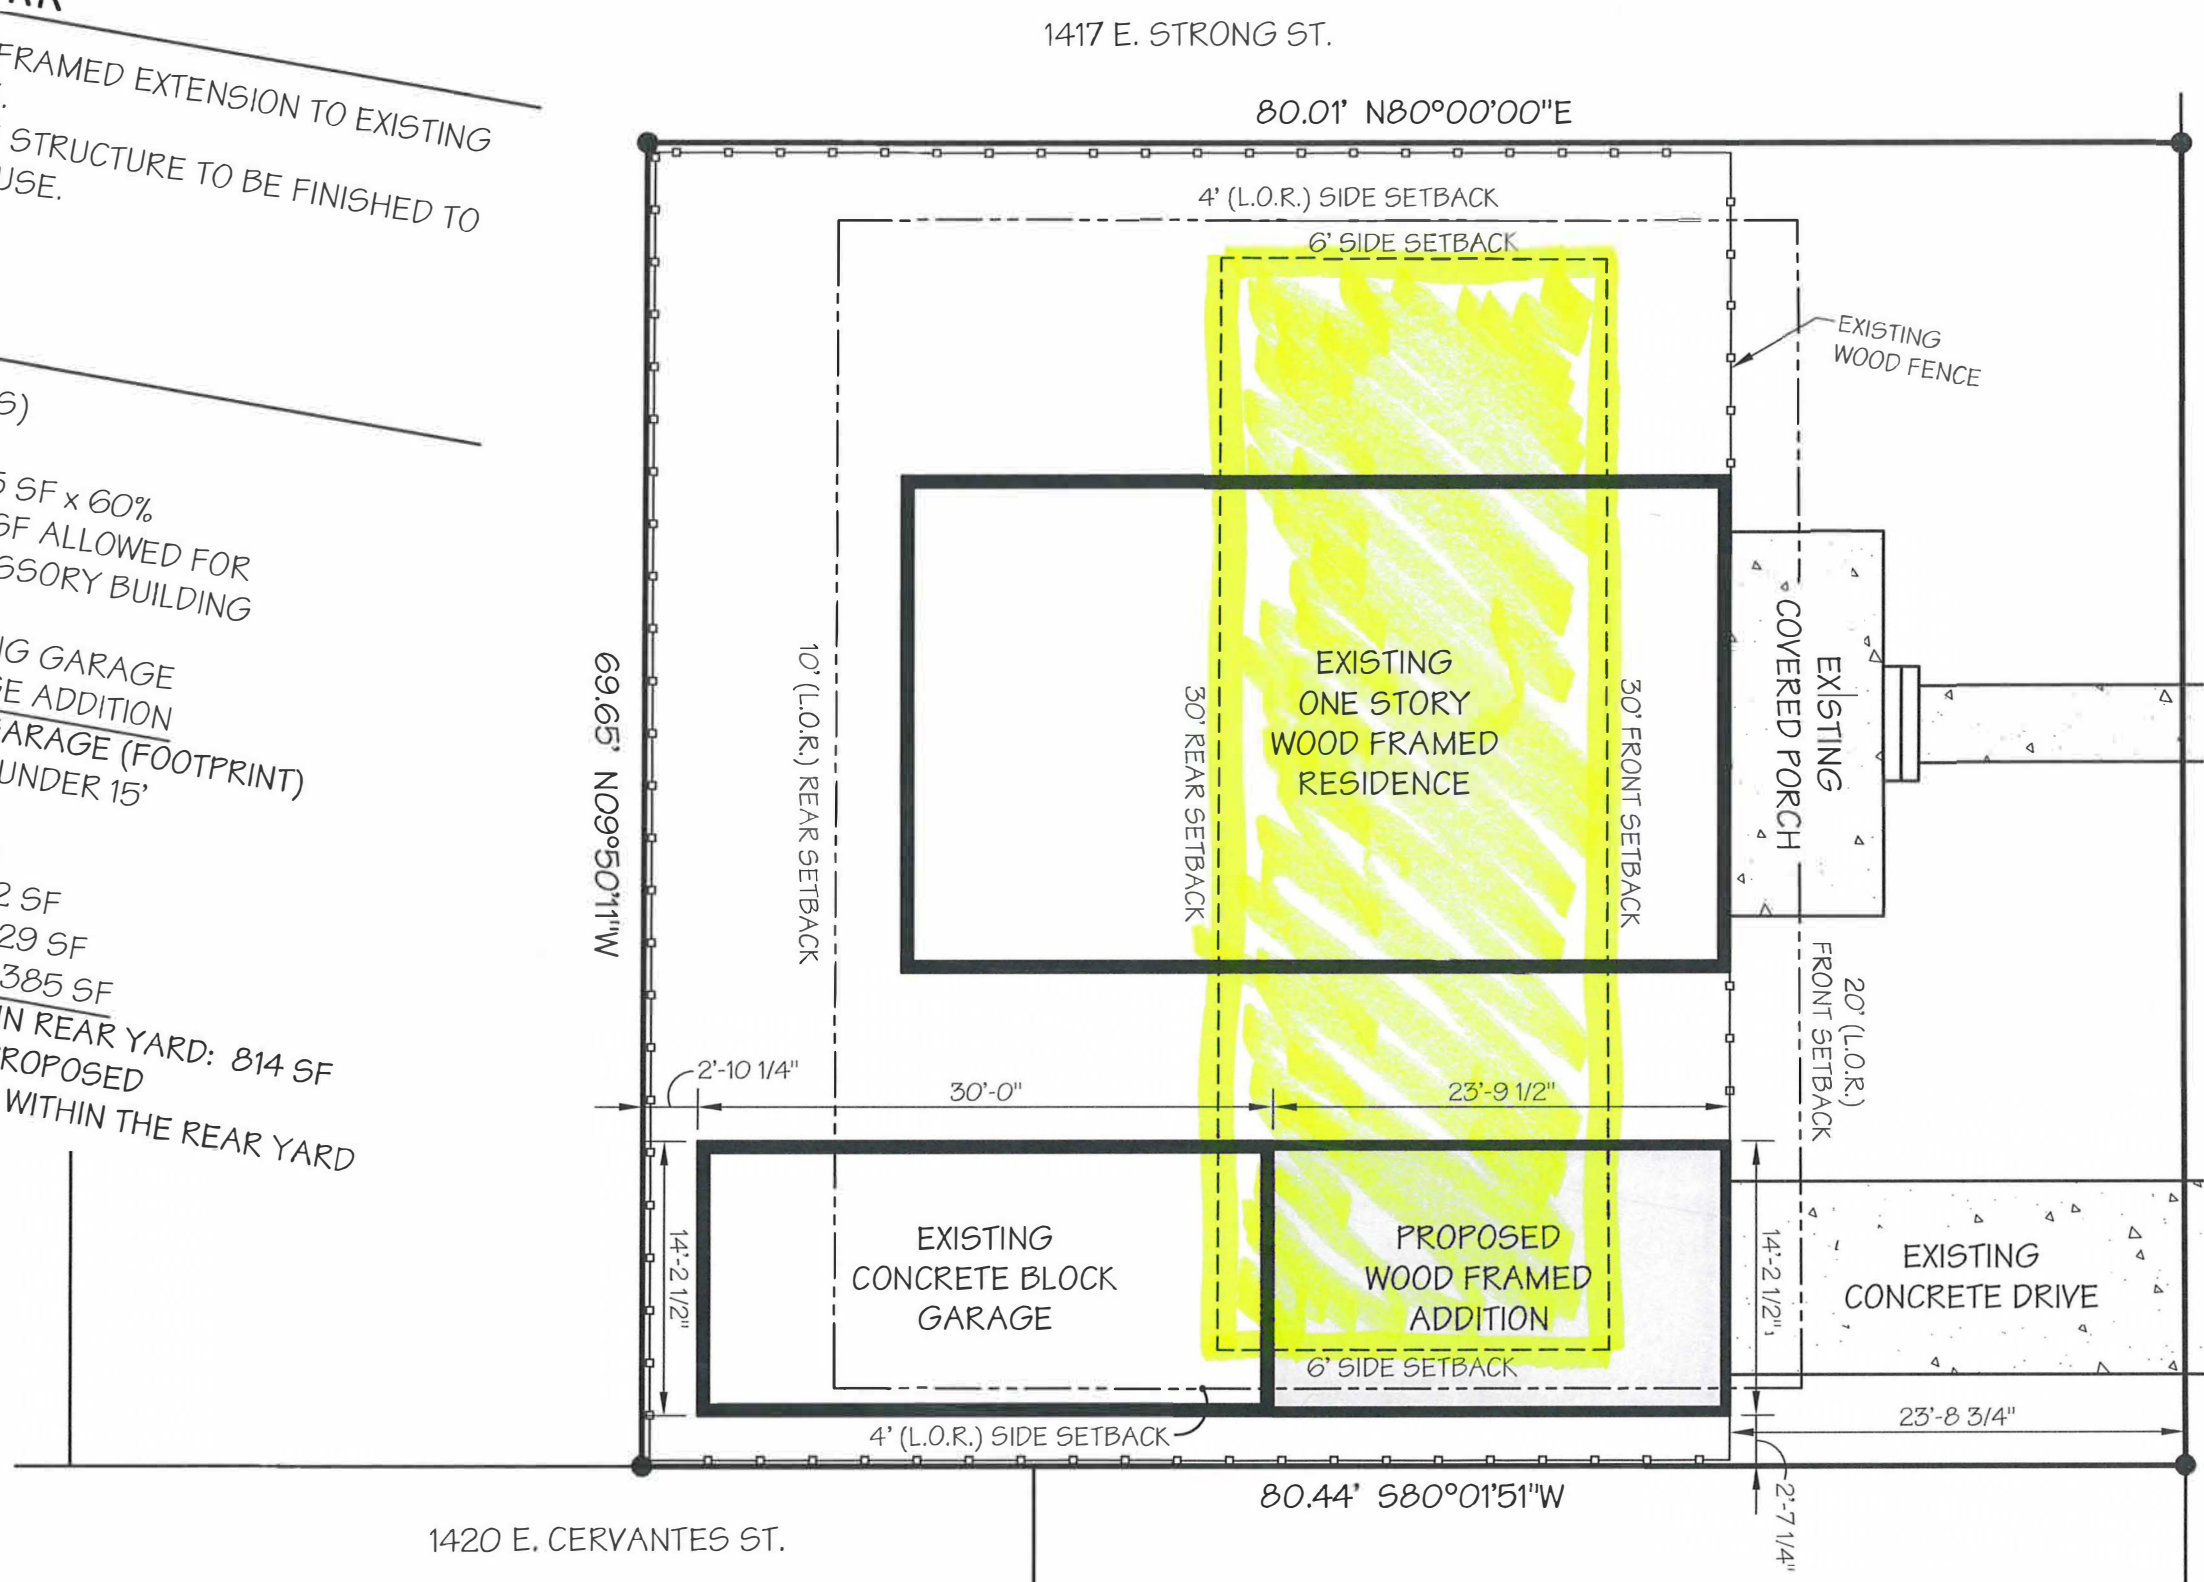 FRAMED EXTENSION TO EXISTING
STRUCTURE TO BE FINISHED TO
SF x 60%
SF ALLOWED FOR
BUILDING
GARAGE
ADDITION
GARAGE (FOOTPRINT)
UNDER 15'
2 SF
29 SF
385 SF
IN REAR YARD: 814 SF
PROPOSED
WITHIN THE REAR YARD
1417 E. STRONG ST.
80.01' N80°00'00"E
4' (L.O.R.) SIDE SETBACK
6' SIDE SETBACK
EXISTING
WOOD FENCE
69.65' N09°50'11"W
10' (L.O.R.) REAR SETBACK
30' REAR SETBACK
EXISTING
ONE STORY
WOOD FRAMED
RESIDENCE
30' FRONT SETBACK
EXISTING
COVERED PORCH
20' (L.O.R.)
FRONT SETBACK
2'-10 1/4"
30'-0"
23'-9 1/2"
14'-2 1/2"
EXISTING
CONCRETE BLOCK
GARAGE
PROPOSED
WOOD FRAMED
ADDITION
14'-2 1/2"
EXISTING
CONCRETE DRIVE
6' SIDE SETBACK
4' (L.O.R.) SIDE SETBACK
23'-8 3/4"
2'-7 1/4"
80.44' S80°01'51"W
1420 E. CERVANTES ST.